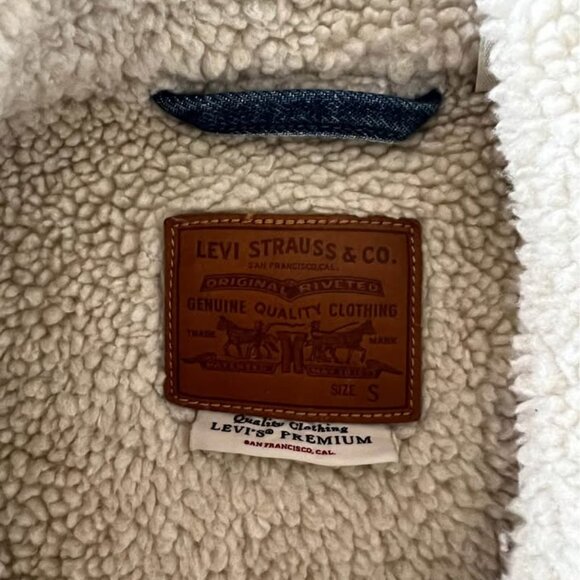 LEVI STRAUSS & CO.
SAN FRANCISCO, CAL.
ORIGINAL RIVETED
GENUINE QUALITY CLOTHING
TRADE MARK
PATENTED
SIZE S
Quality Clothing
LEVI'S® PREMIUM
SAN FRANCISCO, CAL.